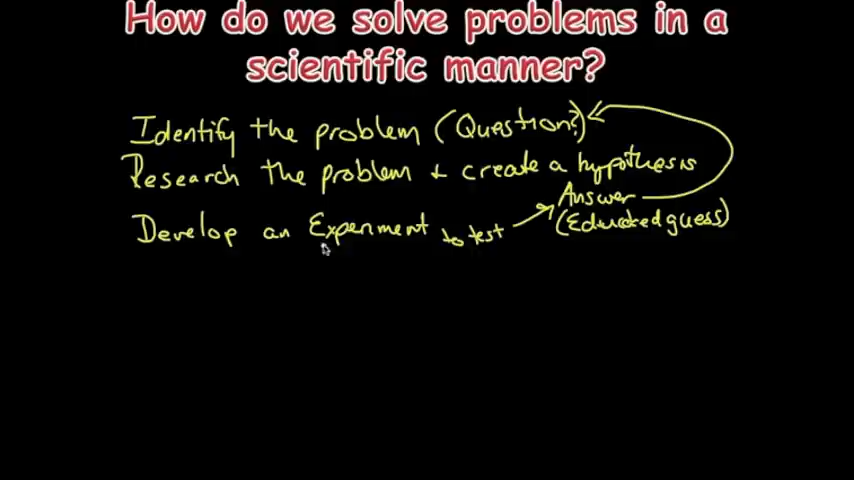 How do we solve problems in a
scientific manner?
Identify the problem (Question?)
Research the problem + create a hypothesis
Answer
(Educated guess)
Develop an Experiment to test